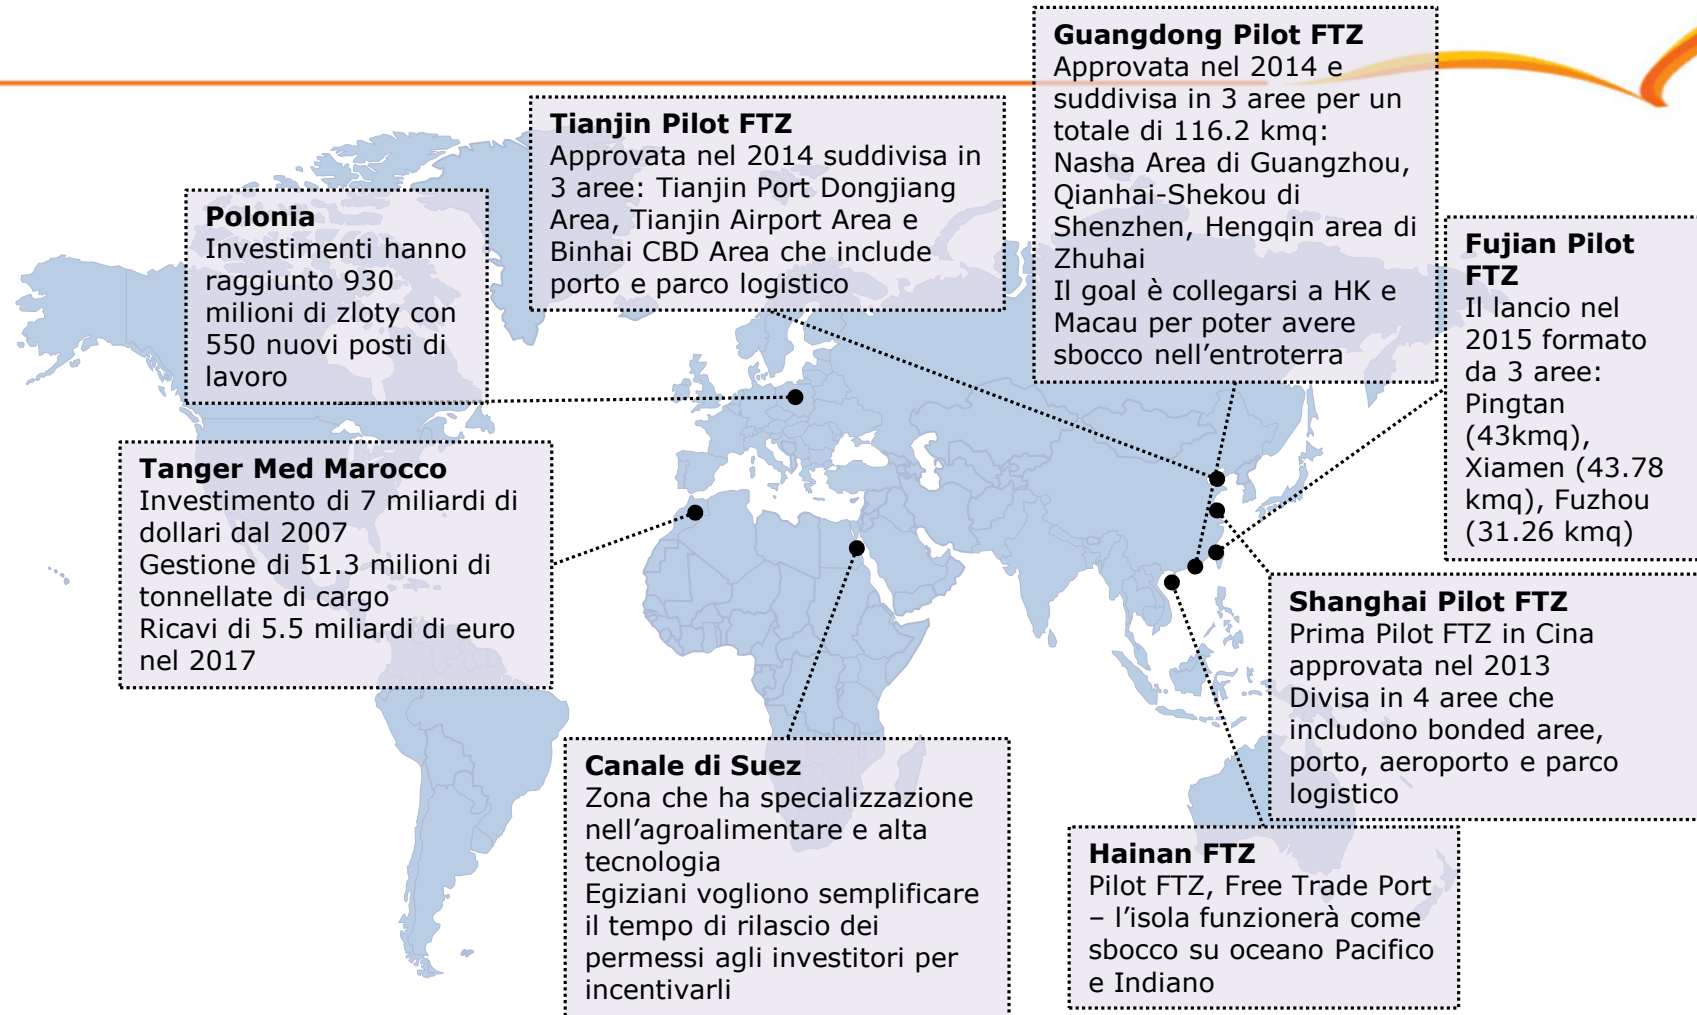 Guangdong Pilot FTZ
Approvata nel 2014 e
suddivisa in 3 aree per un
totale di 116.2 kmq:
Nasha Area di Guangzhou,
Qianhai-Shekou di
Shenzhen, Hengqin area di
Zhuhai
Il goal è collegarsi a HK e
Macau per poter avere
sbocco nell’entroterra
Tianjin Pilot FTZ
Approvata nel 2014 suddivisa in
3 aree: Tianjin Port Dongjiang
Area, Tianjin Airport Area e
Binhai CBD Area che include
porto e parco logistico
Polonia
Investimenti hanno
raggiunto 930
milioni di zloty con
550 nuovi posti di
lavoro
Fujian Pilot
FTZ
Il lancio nel
2015 formato
da 3 aree:
Pingtan
(43kmq),
Xiamen (43.78
kmq), Fuzhou
(31.26 kmq)
Tanger Med Marocco
Investimento di 7 miliardi di
dollari dal 2007
Gestione di 51.3 milioni di
tonnellate di cargo
Ricavi di 5.5 miliardi di euro
nel 2017
Shanghai Pilot FTZ
Prima Pilot FTZ in Cina
approvata nel 2013
Divisa in 4 aree che
includono bonded aree,
porto, aeroporto e parco
logistico
Canale di Suez
Zona che ha specializzazione
nell’agroalimentare e alta
tecnologia
Egiziani vogliono semplificare
il tempo di rilascio dei
permessi agli investitori per
incentivarli
Hainan FTZ
Pilot FTZ, Free Trade Port
– l’isola funzionerà come
sbocco su oceano Pacifico
e Indiano